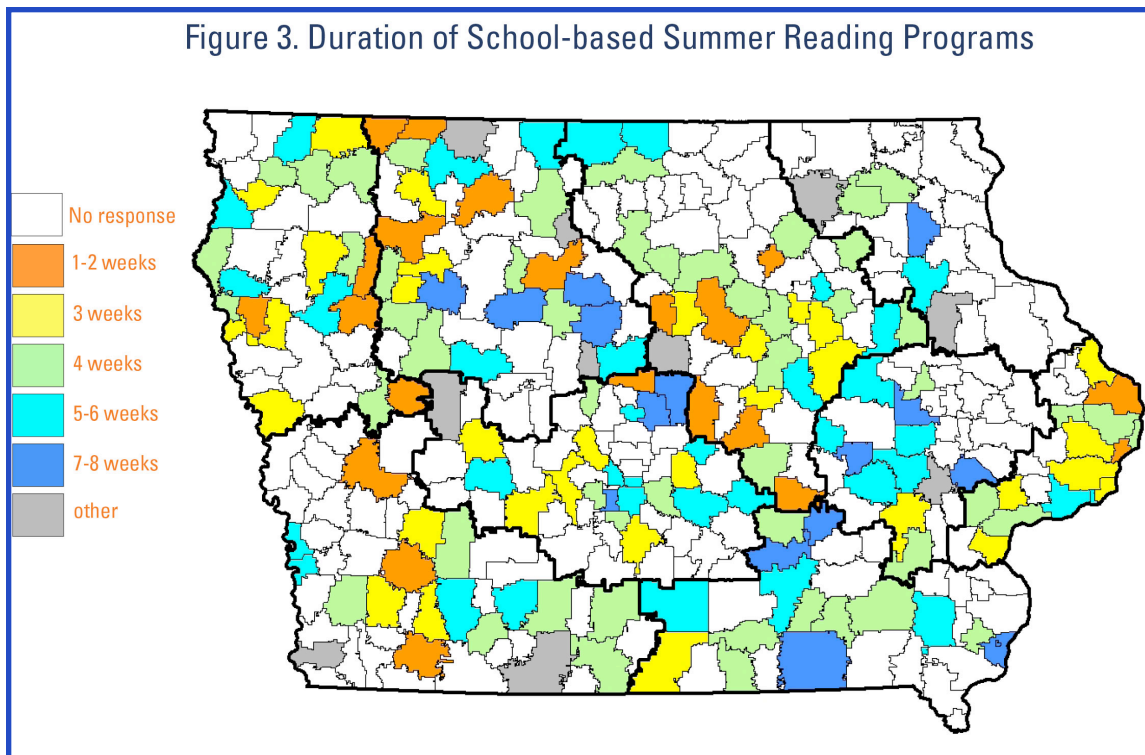 Figure 3. Duration of School-based Summer Reading Programs
No response
1-2 weeks
3 weeks
4 weeks
5-6 weeks
7-8 weeks
other